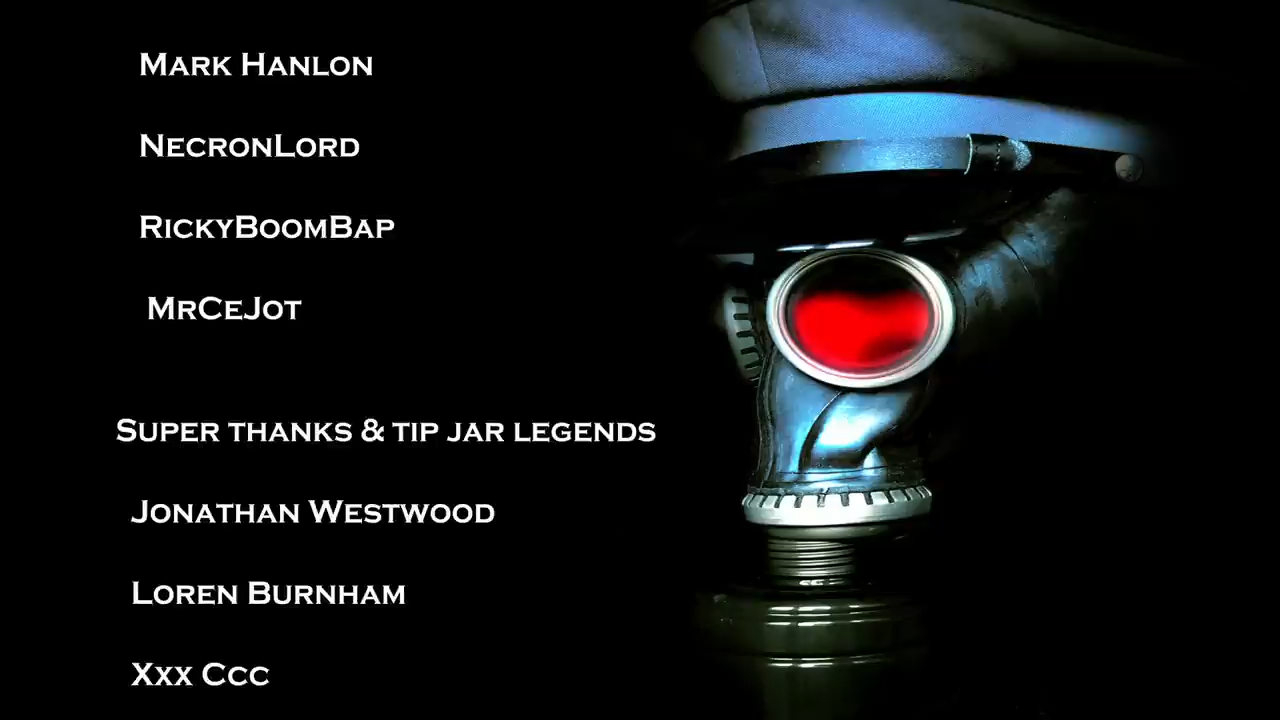 Mark Hanlon
NecronLord
RickyBoomBap
MrCeJot
Super thanks & tip jar legends
Jonathan Westwood
Loren Burnham
Xxx Ccc